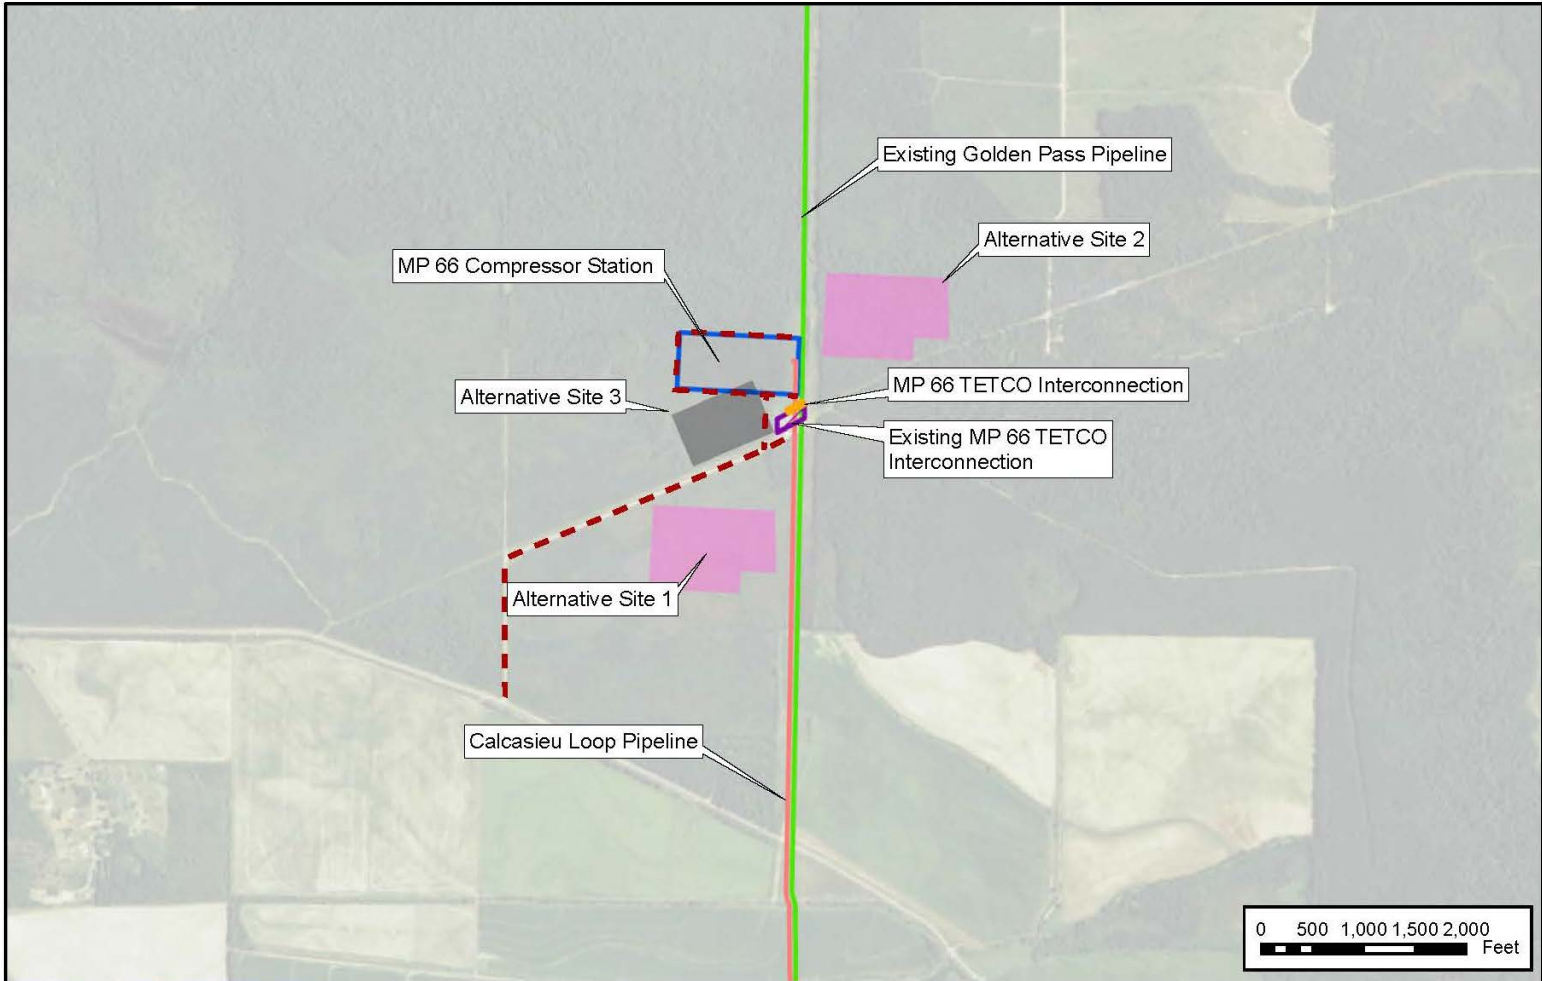 Existing Golden Pass Pipeline
Alternative Site 2
MP 66 Compressor Station
MP 66 TETCO Interconnection
Alternative Site 3
Existing MP 66 TETCO
Interconnection
Alternative Site 1
Calcasieu Loop Pipeline
0 500 1,000 1,500 2,000
Feet